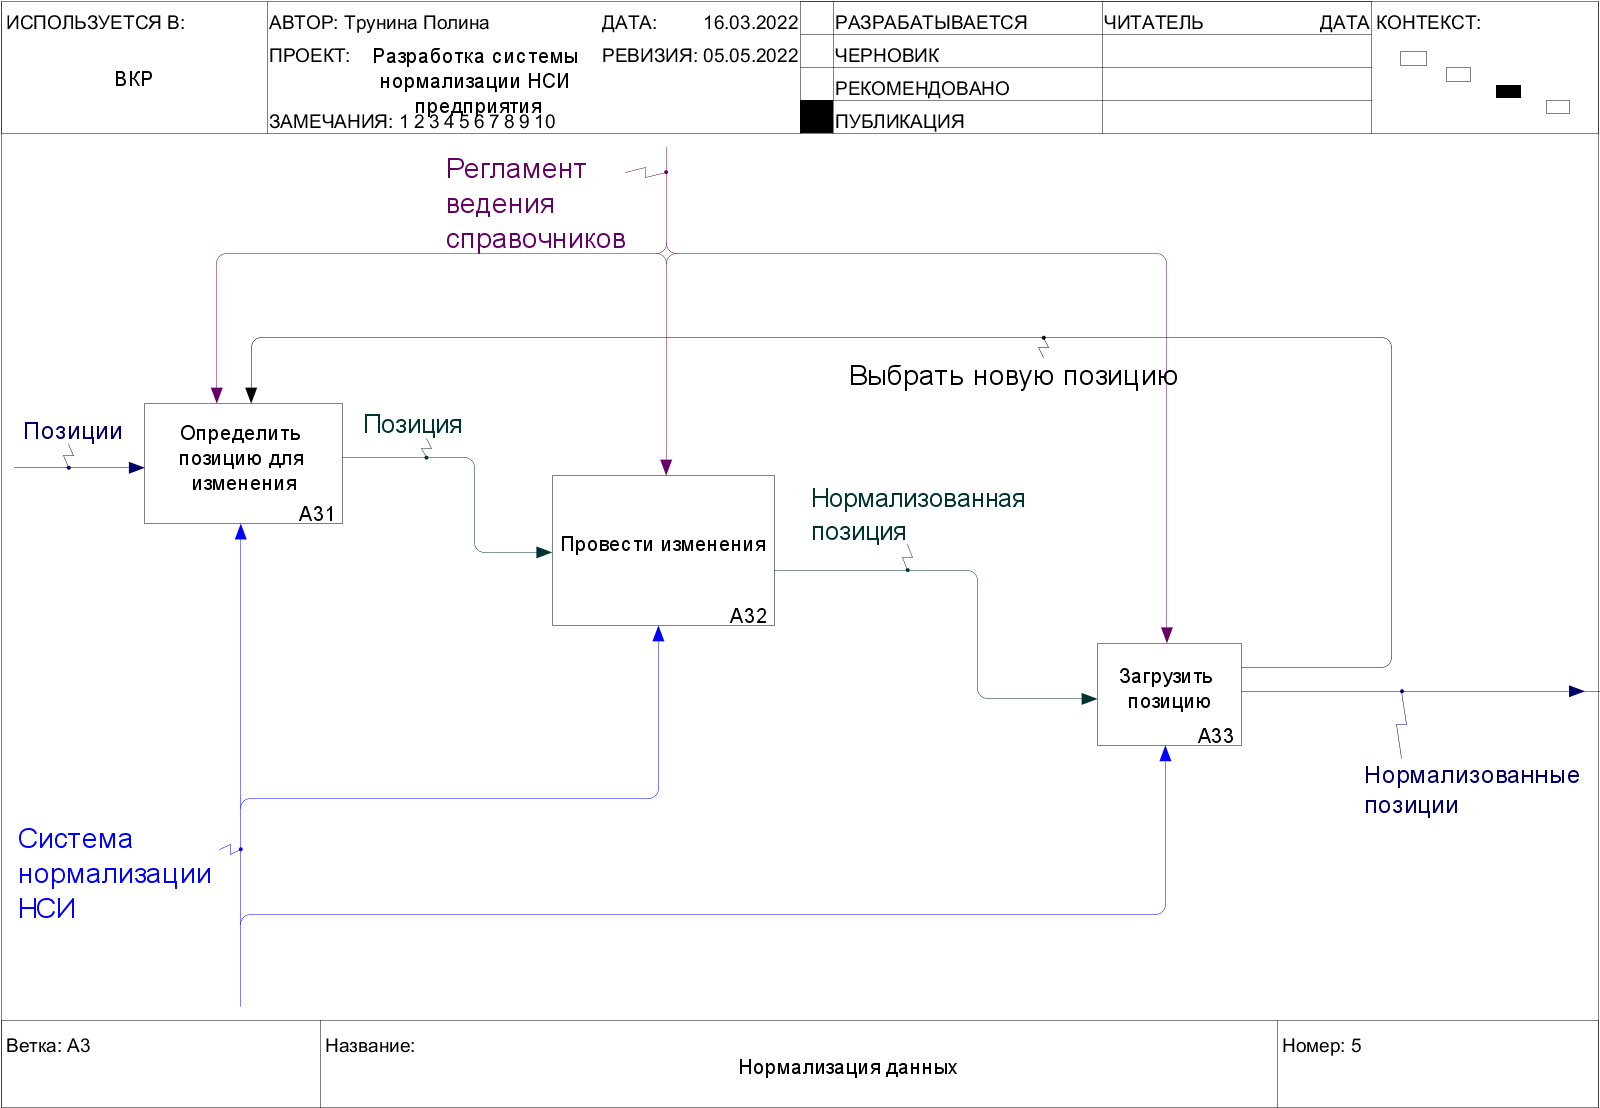 ИСПОЛЬЗУЕТСЯ В:
ВКР
АВТОР: Трунина Полина
ДАТА: 16.03.2022
ПРОЕКТ: Разработка системы
нормализации НСИ
предприятия
РЕВИЗИЯ: 05.05.2022
ЗАМЕЧАНИЯ: 1 2 3 4 5 6 7 8 9 10
РАЗРАБАТЫВАЕТСЯ
ЧЕРНОВИК
РЕКОМЕНДОВАНО
ПУБЛИКАЦИЯ
ЧИТАТЕЛЬ
ДАТА
КОНТЕКСТ:
Регламент
ведения
справочников
Выбрать новую позицию
Позиции
Определить
позицию для
изменения
A31
Позиция
Провести изменения
A32
Нормализованная
позиция
Загрузить
позицию
A33
Нормализованные
позиции
Система
нормализации
НСИ
Ветка: A3
Название:
Нормализация данных
Номер: 5